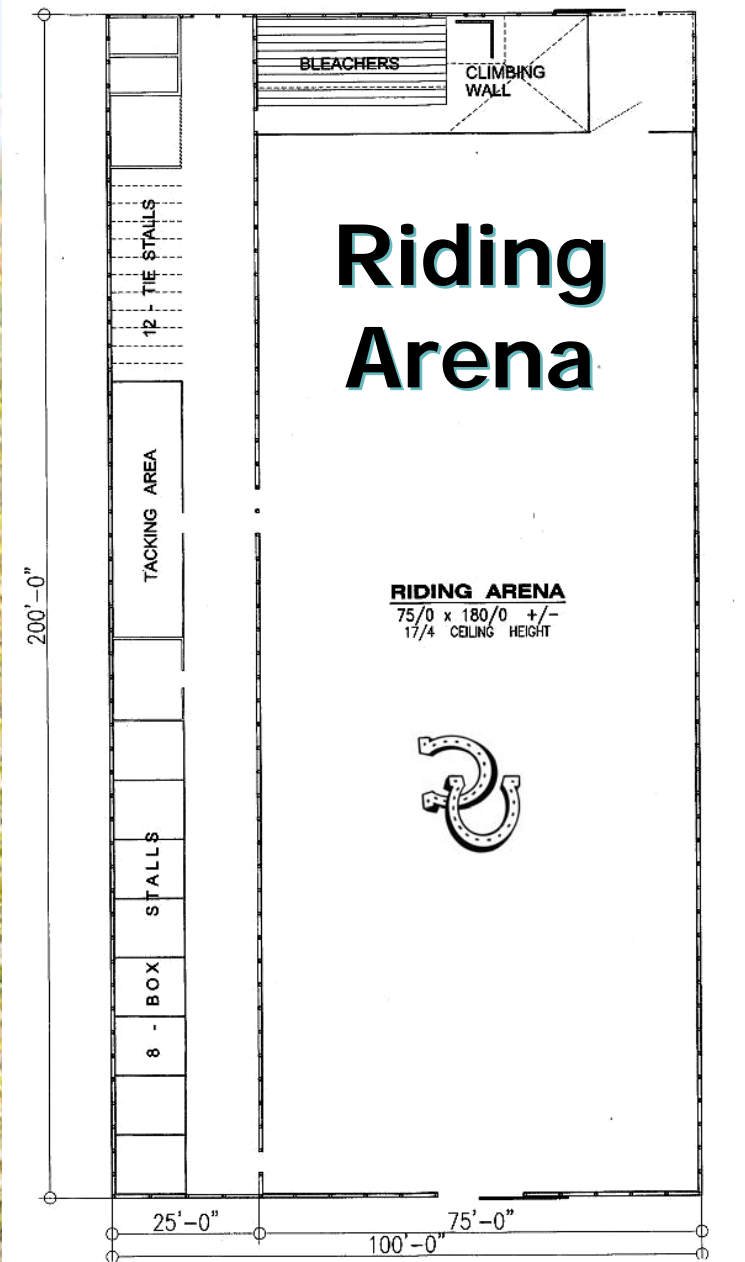 BLEACHERS
CLIMBING
WALL
12 - TIE STALLS
Riding
Arena
TACKING AREA
200'-0"
RIDING ARENA
75/0 x 180/0 +/-
17/4 CEILING HEIGHT
8 - BOX STALLS
25'-0"
75'-0"
100'-0"